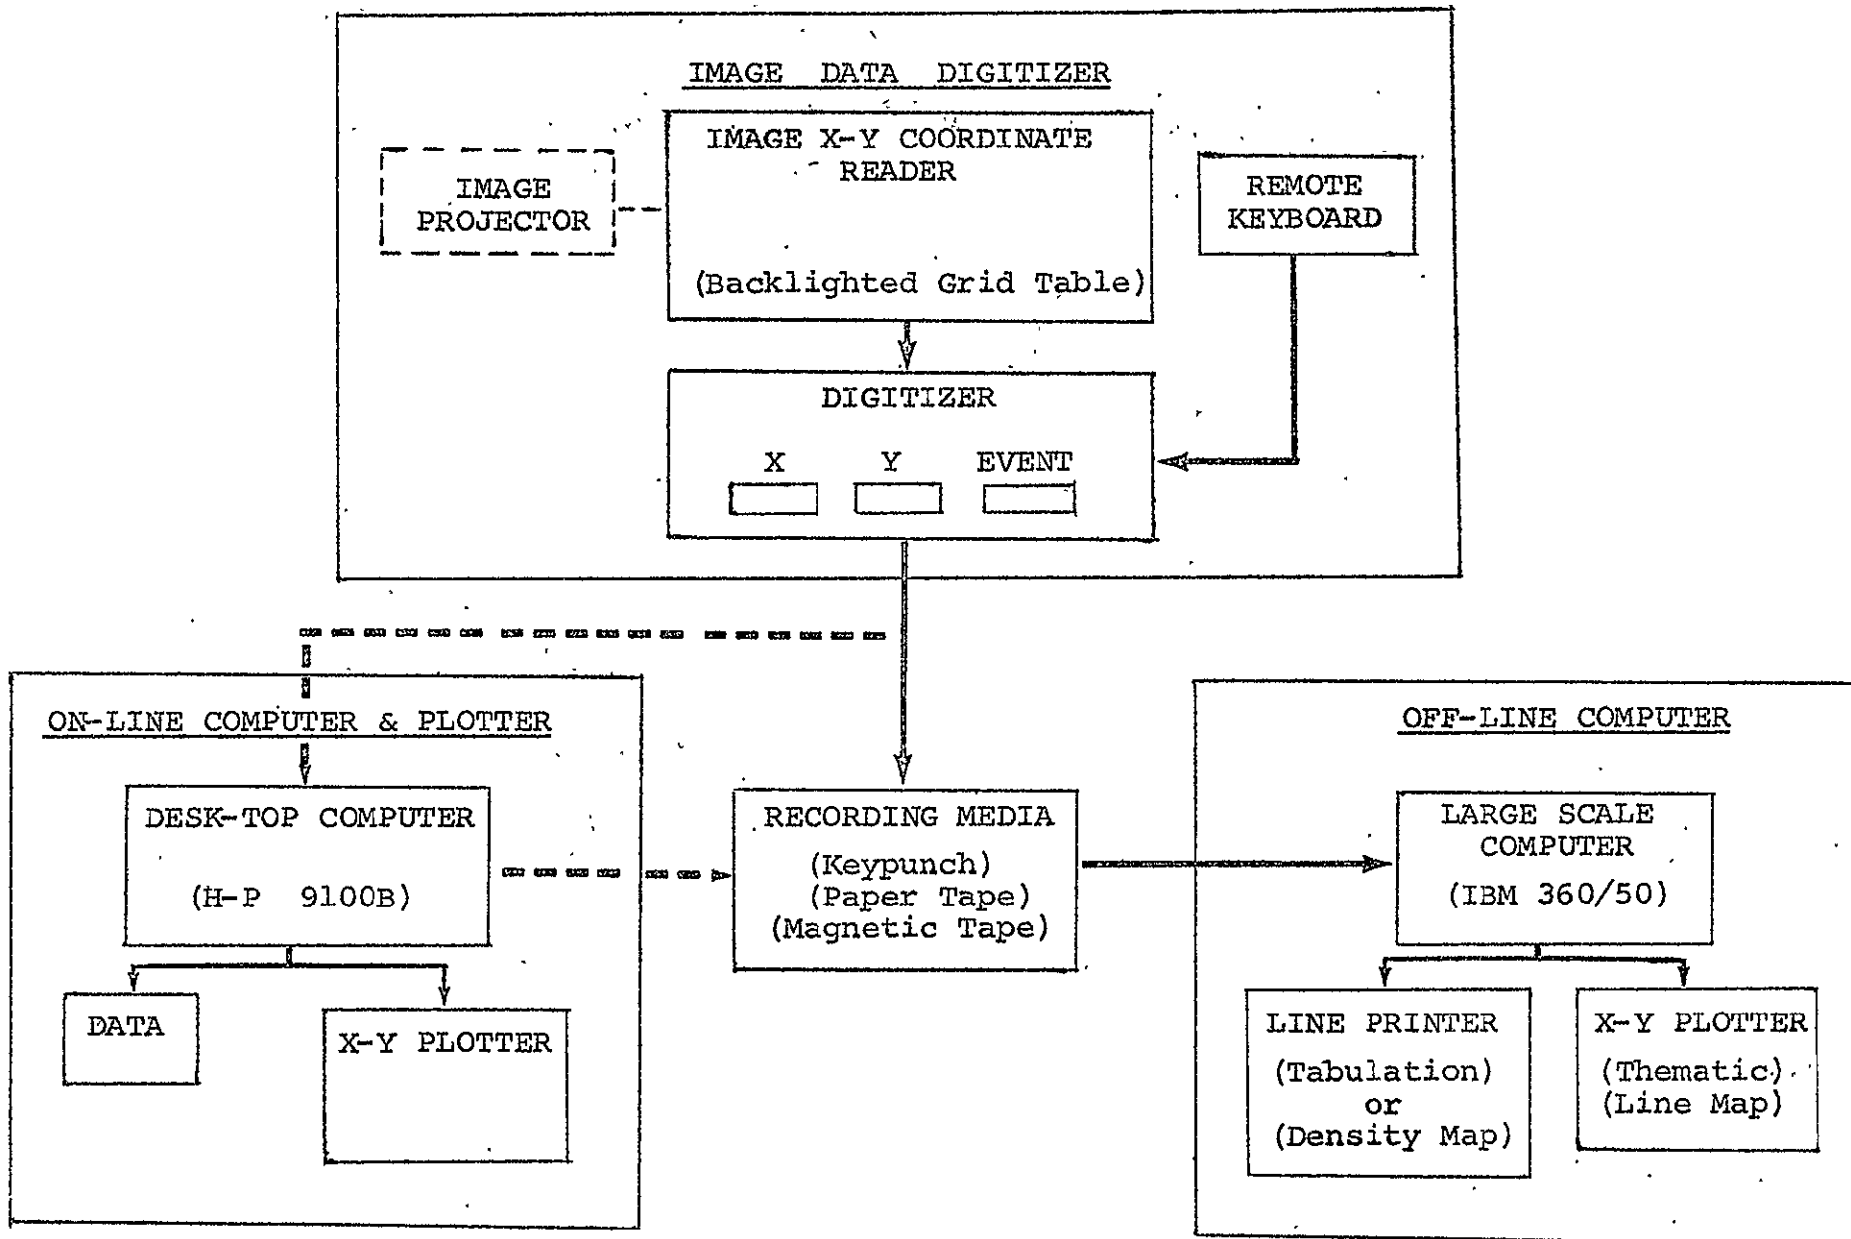 IMAGE DATA DIGITIZER
IMAGE X-Y COORDINATE
READER
(Backlighted Grid Table)
IMAGE
PROJECTOR
REMOTE
KEYBOARD
DIGITIZER
X Y EVENT
ON-LINE COMPUTER & PLOTTER
DESK-TOP COMPUTER
(H-P 9100B)
DATA
X-Y PLOTTER
RECORDING MEDIA
(Keypunch)
(Paper Tape)
(Magnetic Tape)
OFF-LINE COMPUTER
LARGE SCALE
COMPUTER
(IBM 360/50)
LINE PRINTER
(Tabulation)
or
(Density Map)
X-Y PLOTTER
(Thematic)
(Line Map)